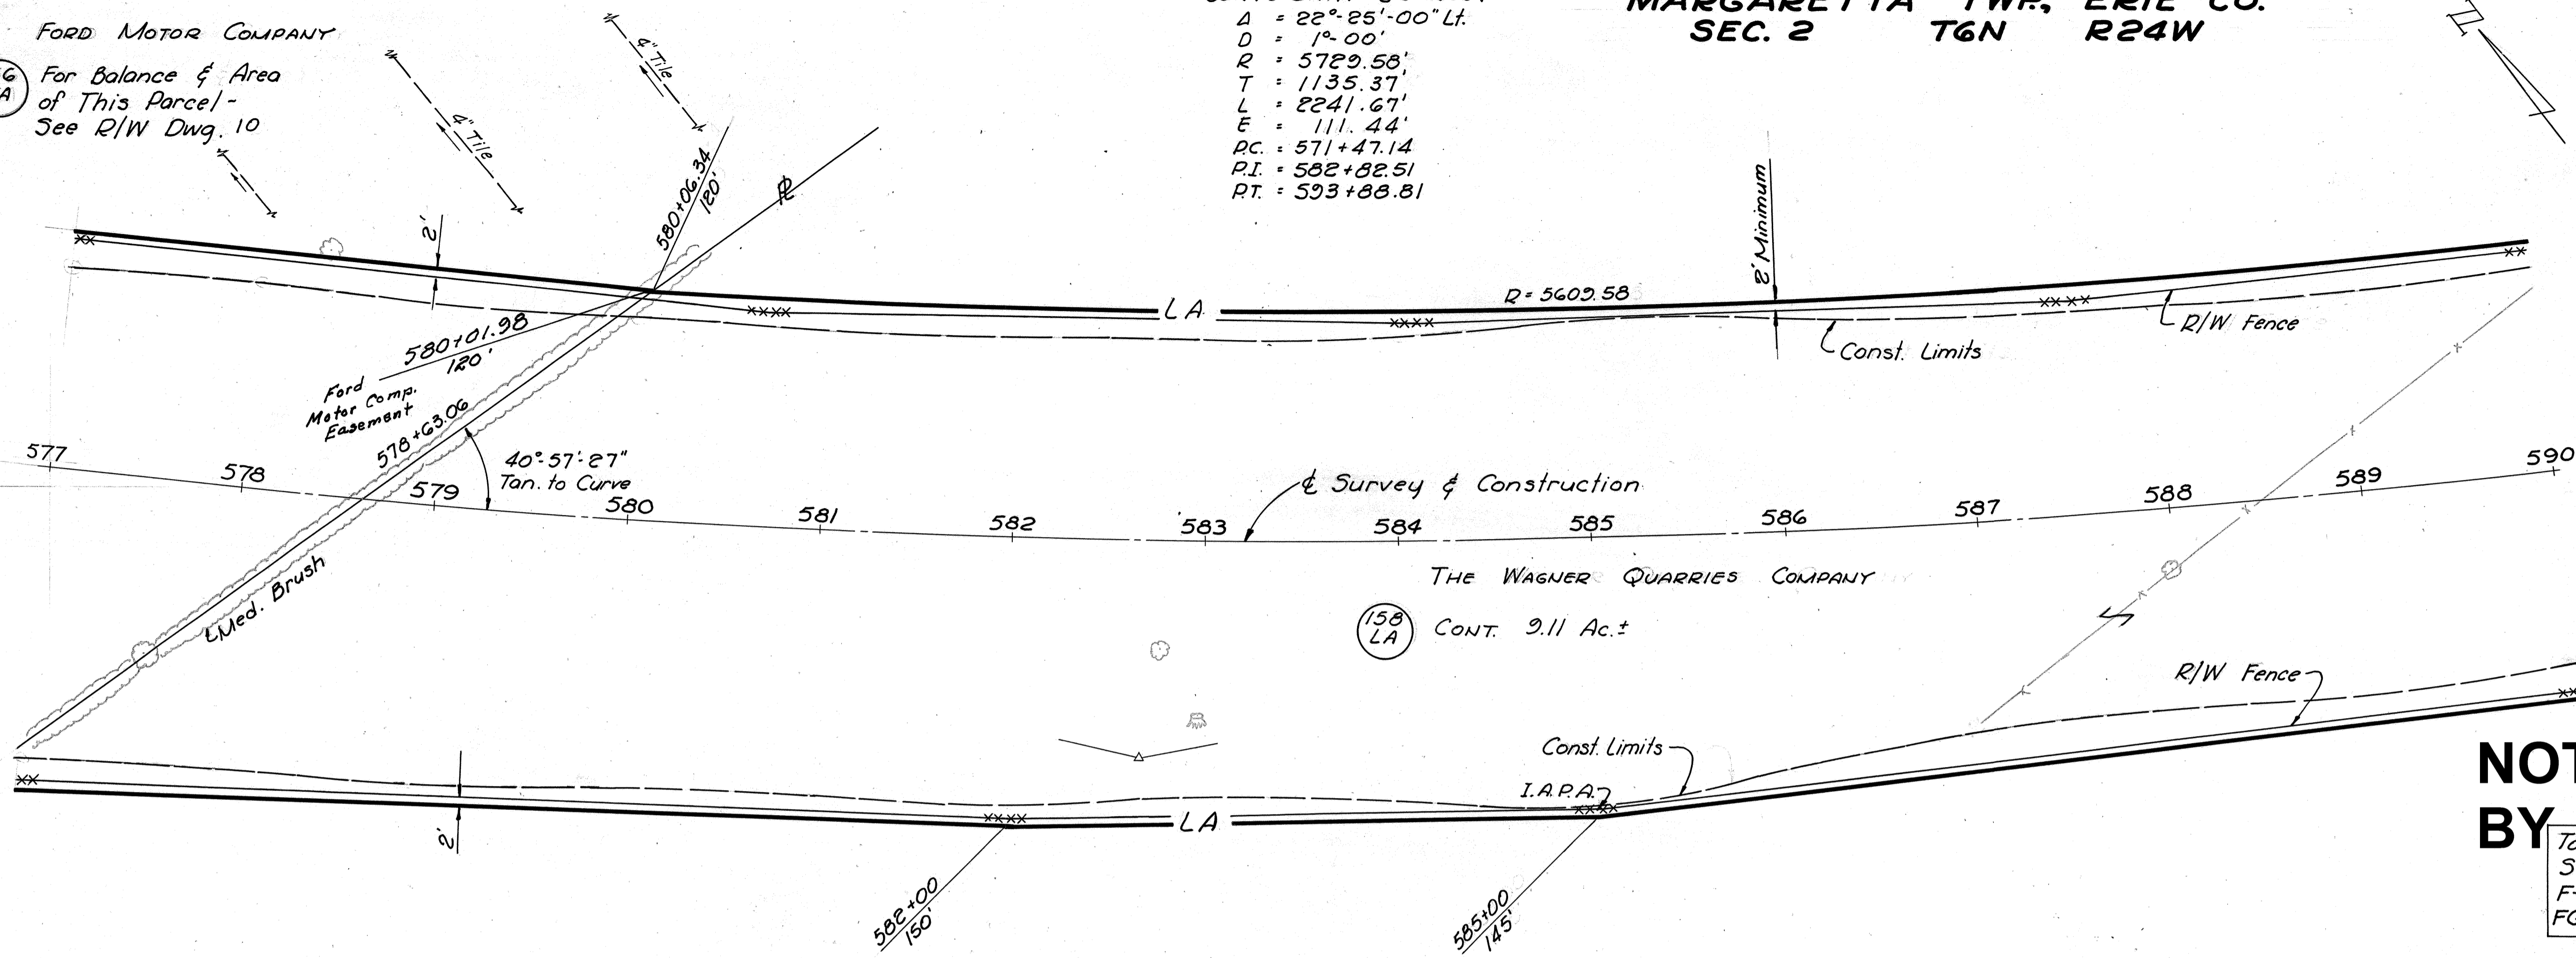 FORD MOTOR COMPANY
6
A
For Balance & Area
of This Parcel -
See R/W Dwg. 10
4" Tile
4" Tile
Δ = 22°-25'-00" Lt.
D = 1°-00'
R = 5729.58'
T = 1135.37'
L = 2241.67'
E = 111.44'
P.C. = 571+47.14
P.I. = 582+82.51
P.T. = 593+88.81
MARGARETTA TWP., ERIE CO.
SEC. 2 T6N R24W
2'
580+06.34
120'
PL
2' Minimum
LA
R = 5609.58
R/W Fence
Const. Limits
580+01.98
120'
Ford
Motor Comp.
Easement
578+63.06
40°-57'-27"
Tan. to Curve
577 578 579 580 581 582 583 584 585 586 587 588 589 590
℄ Survey & Construction
THE WAGNER QUARRIES COMPANY
158
LA
CONT. 9.11 Ac.±
Med. Brush
R/W Fence
Const. Limits
I.A.P.A.
LA
2'
582+00
150'
585+00
145'
NOT
BY
To
S
F-
FG